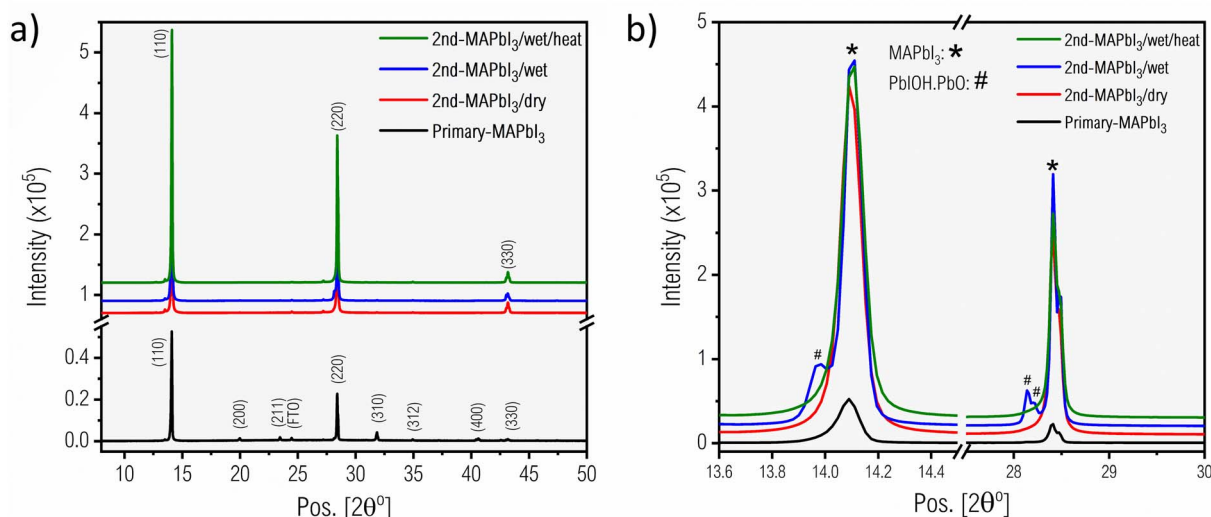 a)
Intensity (x10⁵)
5
4
3
2
1
0.4
0.2
0.0
(110)
(220)
(330)
2nd-MAPbI₃/wet/heat
2nd-MAPbI₃/wet
2nd-MAPbI₃/dry
Primary-MAPbI₃
(110)
(200)
(211)
(FTO)
(220)
(310)
(312)
(400)
(330)
10 15 20 25 30 35 40 45 50
Pos. [2θ°]
b)
Intensity (x10⁵)
5
4
3
2
1
0
*
MAPbI₃: *
PbIOH.PbO: #
2nd-MAPbI₃/wet/heat
2nd-MAPbI₃/wet
2nd-MAPbI₃/dry
Primary-MAPbI₃
*
#
#
#
13.6 13.8 14.0 14.2 14.4 28 29 30
Pos. [2θ°]